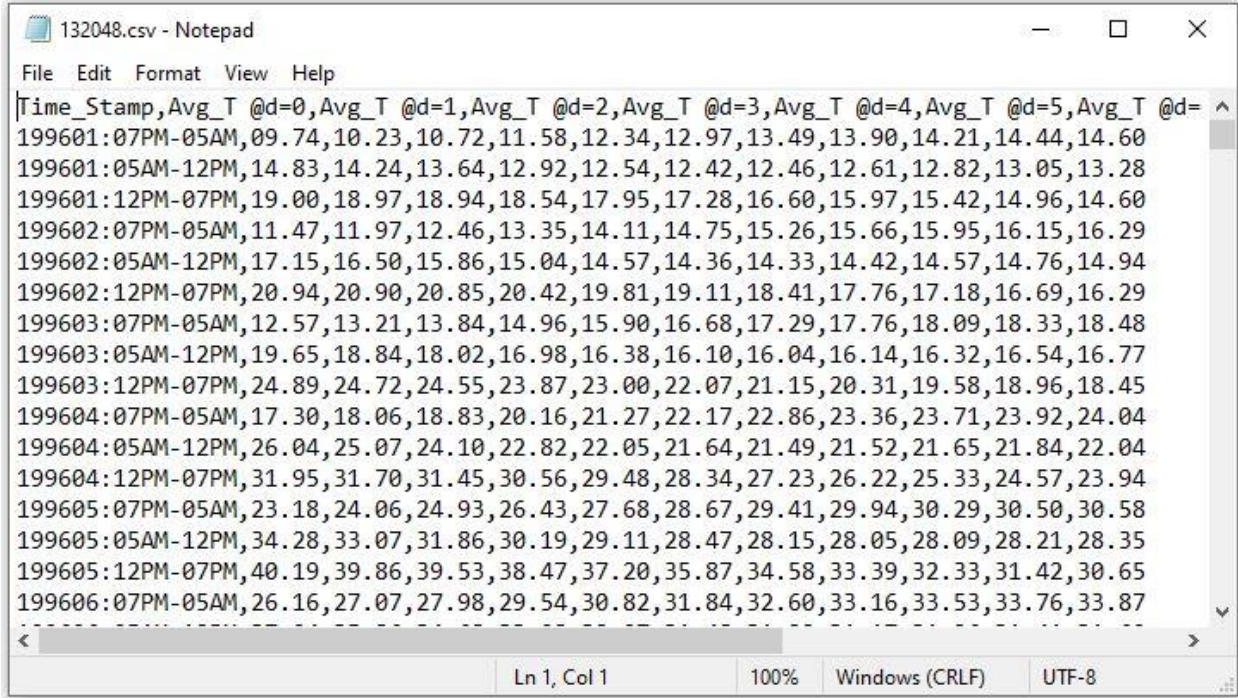 132048.csv - Notepad
File Edit Format View Help
Time_Stamp,Avg_T @d=0,Avg_T @d=1,Avg_T @d=2,Avg_T @d=3,Avg_T @d=4,Avg_T @d=5,Avg_T @d=
199601:07PM-05AM,09.74,10.23,10.72,11.58,12.34,12.97,13.49,13.90,14.21,14.44,14.60
199601:05AM-12PM,14.83,14.24,13.64,12.92,12.54,12.42,12.46,12.61,12.82,13.05,13.28
199601:12PM-07PM,19.00,18.97,18.94,18.54,17.95,17.28,16.60,15.97,15.42,14.96,14.60
199602:07PM-05AM,11.47,11.97,12.46,13.35,14.11,14.75,15.26,15.66,15.95,16.15,16.29
199602:05AM-12PM,17.15,16.50,15.86,15.04,14.57,14.36,14.33,14.42,14.57,14.76,14.94
199602:12PM-07PM,20.94,20.90,20.85,20.42,19.81,19.11,18.41,17.76,17.18,16.69,16.29
199603:07PM-05AM,12.57,13.21,13.84,14.96,15.90,16.68,17.29,17.76,18.09,18.33,18.48
199603:05AM-12PM,19.65,18.84,18.02,16.98,16.38,16.10,16.04,16.14,16.32,16.54,16.77
199603:12PM-07PM,24.89,24.72,24.55,23.87,23.00,22.07,21.15,20.31,19.58,18.96,18.45
199604:07PM-05AM,17.30,18.06,18.83,20.16,21.27,22.17,22.86,23.36,23.71,23.92,24.04
199604:05AM-12PM,26.04,25.07,24.10,22.82,22.05,21.64,21.49,21.52,21.65,21.84,22.04
199604:12PM-07PM,31.95,31.70,31.45,30.56,29.48,28.34,27.23,26.22,25.33,24.57,23.94
199605:07PM-05AM,23.18,24.06,24.93,26.43,27.68,28.67,29.41,29.94,30.29,30.50,30.58
199605:05AM-12PM,34.28,33.07,31.86,30.19,29.11,28.47,28.15,28.05,28.09,28.21,28.35
199605:12PM-07PM,40.19,39.86,39.53,38.47,37.20,35.87,34.58,33.39,32.33,31.42,30.65
199606:07PM-05AM,26.16,27.07,27.98,29.54,30.82,31.84,32.60,33.16,33.53,33.76,33.87
Ln 1, Col 1 100% Windows (CRLF) UTF-8